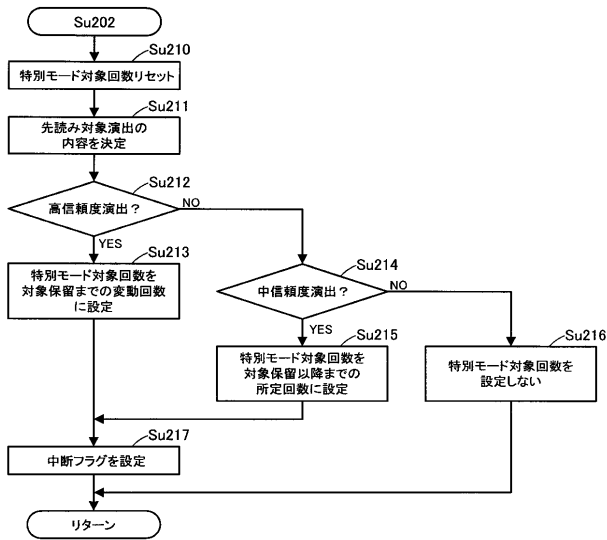 Su202
Su210
特別モード対象回数リセット
Su211
先読み対象演出の
内容を決定
Su212
高信頼度演出？
NO
YES
Su213
特別モード対象回数を
対象保留までの変動回数
に設定
Su214
中信頼度演出？
NO
YES
Su215
特別モード対象回数を
対象保留以降までの
所定回数に設定
Su216
特別モード対象回数を
設定しない
Su217
中断フラグを設定
リターン